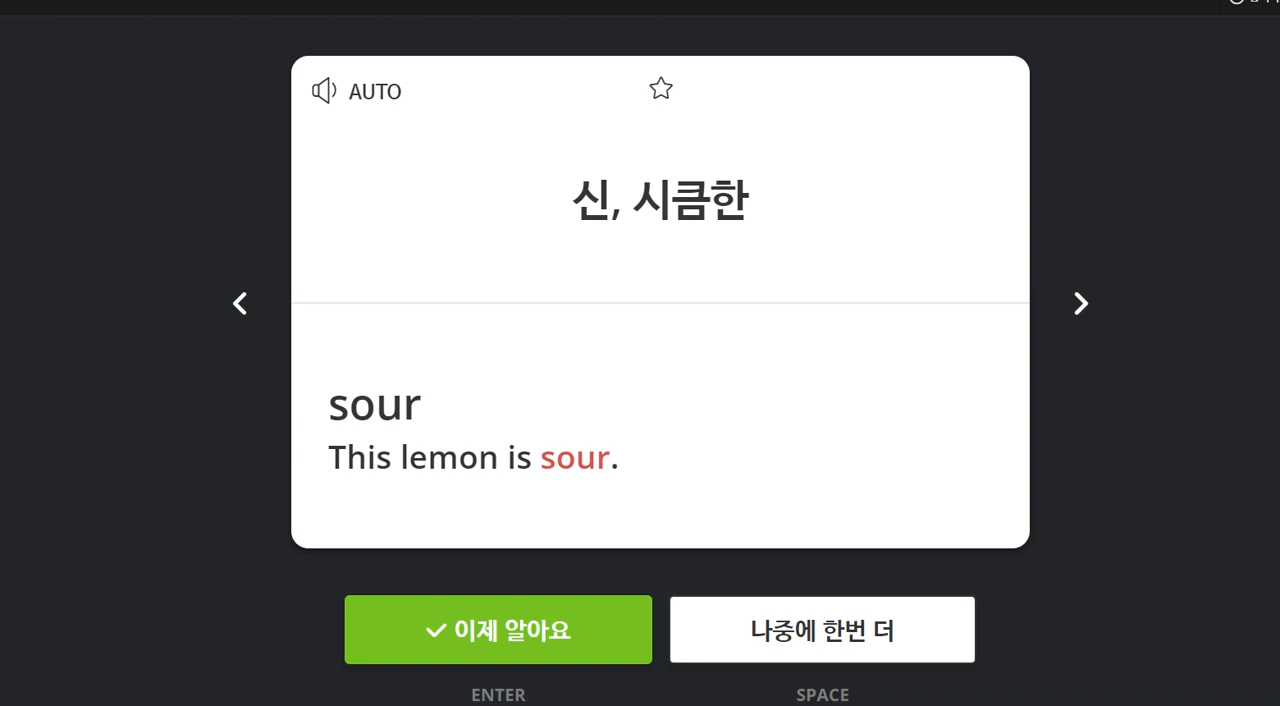 AUTO
신, 시큼한
sour
This lemon is sour.
이제 알아요
나중에 한번 더
ENTER
SPACE